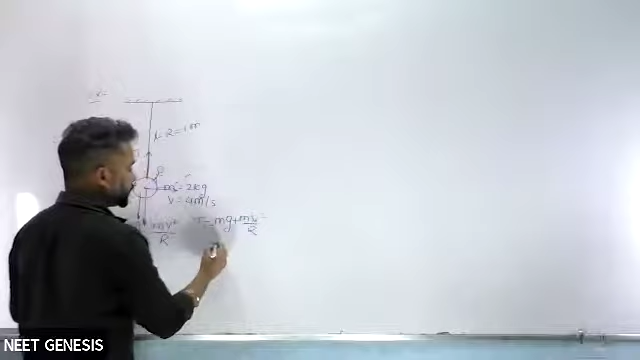 l=R=1m
m=2kg
v=4m/s
T=mg+mv²/R
mv²/R
NEET GENESIS